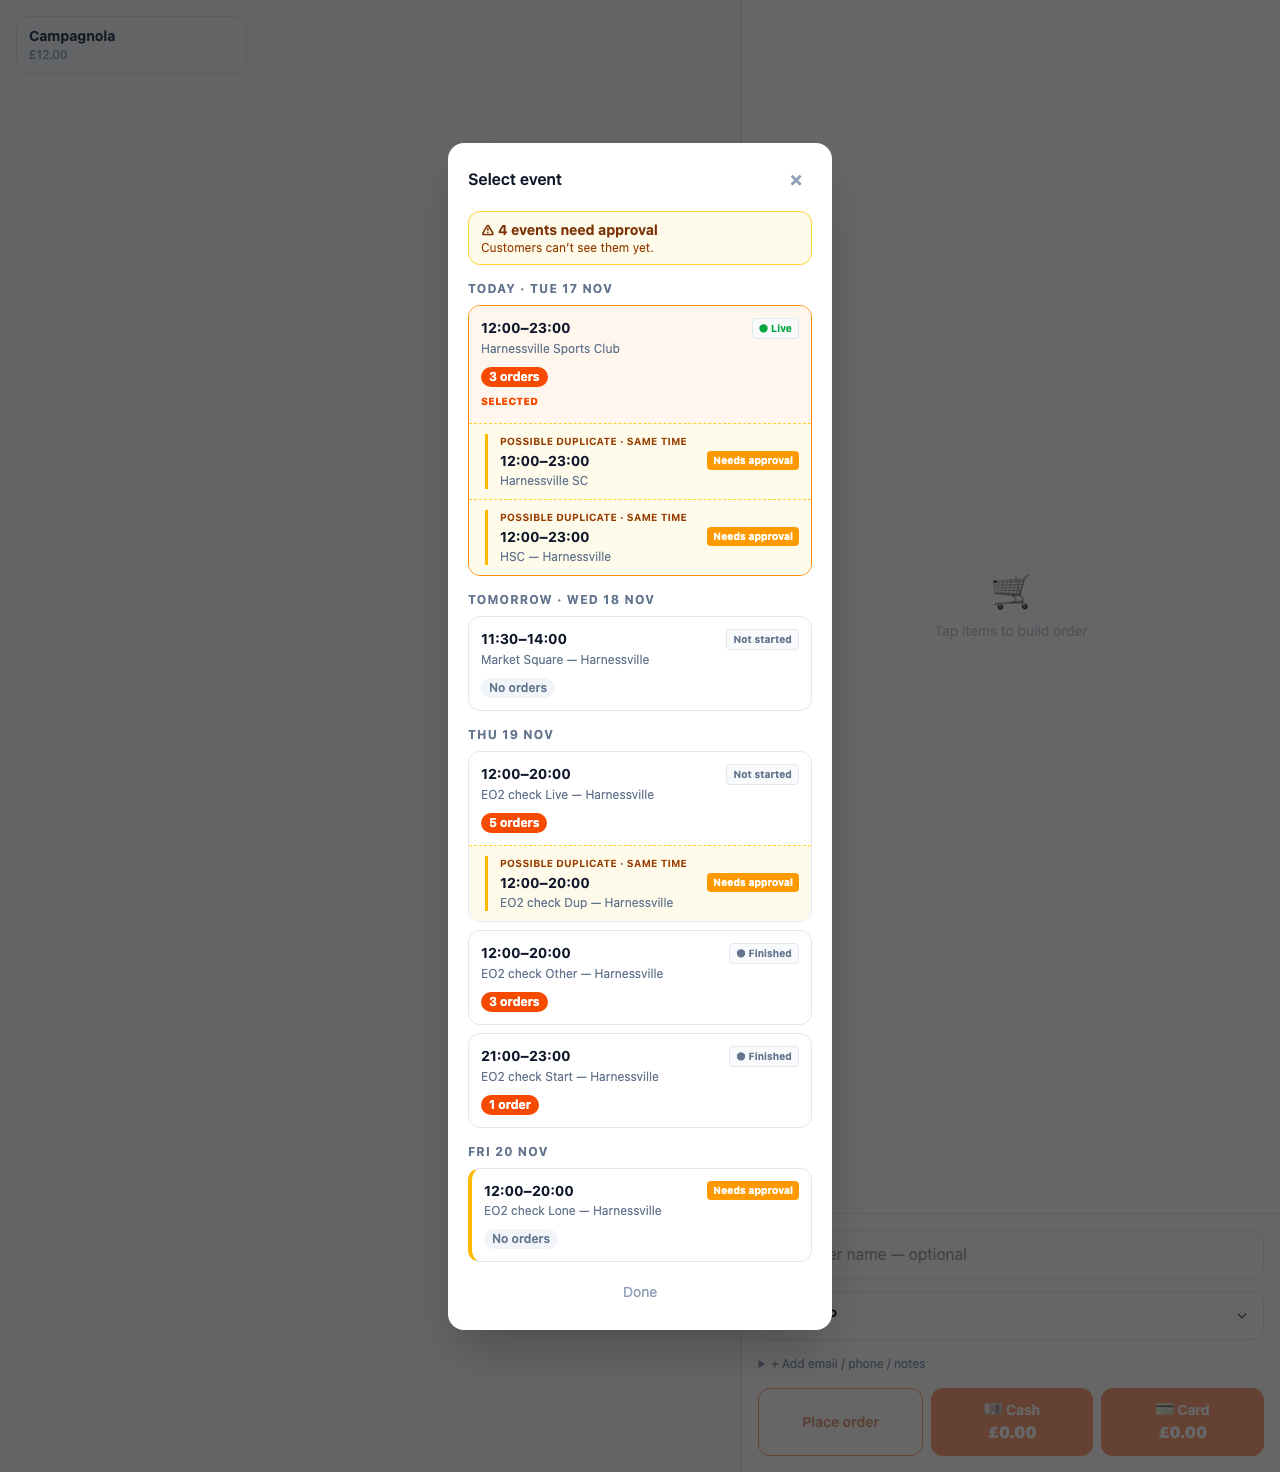 Campagnola
£12.00
Select event
×
⚠ 4 events need approval
Customers can't see them yet.
TODAY · TUE 17 NOV
12:00–23:00
Live
Harnessville Sports Club
3 orders
SELECTED
POSSIBLE DUPLICATE · SAME TIME
12:00–23:00
Needs approval
Harnessville SC
POSSIBLE DUPLICATE · SAME TIME
12:00–23:00
Needs approval
HSC — Harnessville
TOMORROW · WED 18 NOV
11:30–14:00
Not started
Market Square — Harnessville
No orders
THU 19 NOV
12:00–20:00
Not started
EO2 check Live — Harnessville
5 orders
POSSIBLE DUPLICATE · SAME TIME
12:00–20:00
Needs approval
EO2 check Dup — Harnessville
12:00–20:00
Finished
EO2 check Other — Harnessville
3 orders
21:00–23:00
Finished
EO2 check Start — Harnessville
1 order
FRI 20 NOV
12:00–20:00
Needs approval
EO2 check Lone — Harnessville
No orders
Done
Tap items to build order
name — optional
+ Add email / phone / notes
Place order
Cash
£0.00
Card
£0.00